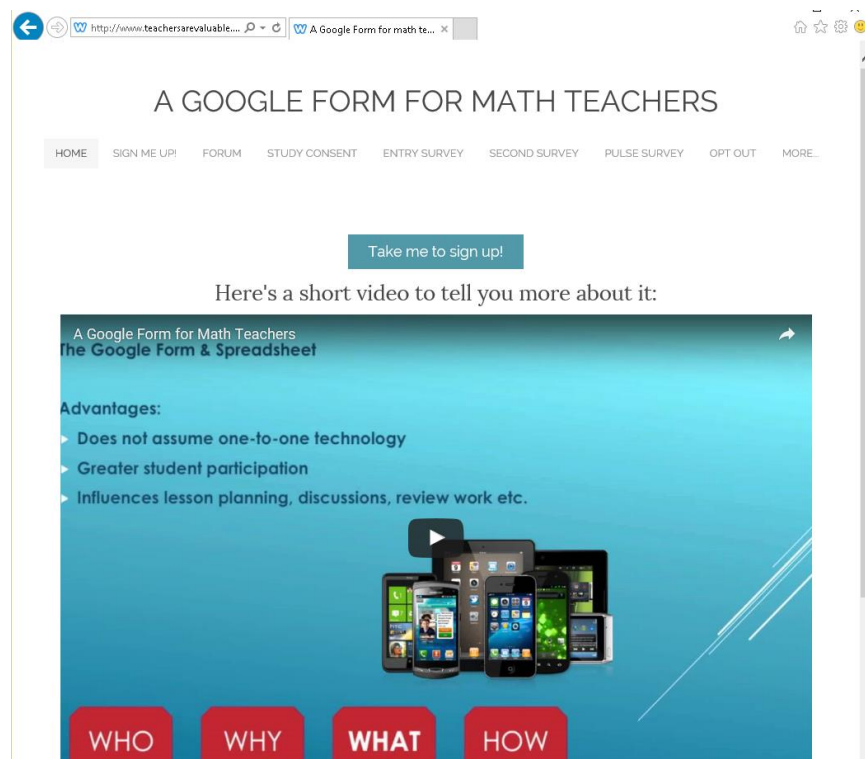 http://www.teachersarevaluable....
A Google Form for math te...
A GOOGLE FORM FOR MATH TEACHERS
HOME SIGN ME UP! FORUM STUDY CONSENT ENTRY SURVEY SECOND SURVEY PULSE SURVEY OPT OUT MORE...
Take me to sign up!
Here's a short video to tell you more about it:
A Google Form for Math Teachers
The Google Form & Spreadsheet
Advantages:
Does not assume one-to-one technology
Greater student participation
Influences lesson planning, discussions, review work etc.
WHO WHY WHAT HOW